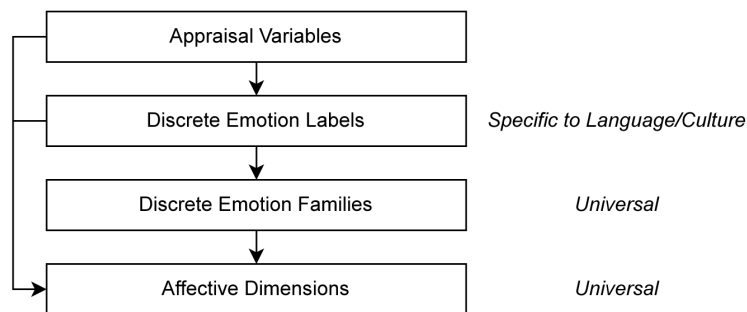 Appraisal Variables
Discrete Emotion Labels
Specific to Language/Culture
Discrete Emotion Families
Universal
Affective Dimensions
Universal